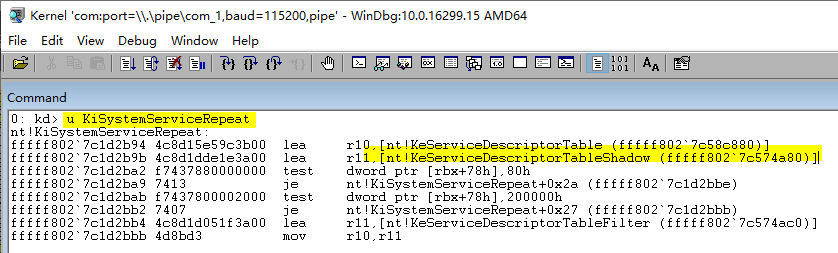 Kernel 'com:port=\\.\pipe\com_1,baud=115200,pipe' - WinDbg:10.0.16299.15 AMD64
File Edit View Debug Window Help
Command
0: kd> u KiSystemServiceRepeat
nt!KiSystemServiceRepeat:
fffff802`7c1d2b94 4c8d15e59c3b00 lea r10,[nt!KeServiceDescriptorTable (fffff802`7c58c880)]
fffff802`7c1d2b9b 4c8d1dde1e3a00 lea r11,[nt!KeServiceDescriptorTableShadow (fffff802`7c574a80)]
fffff802`7c1d2ba2 f7437880000000 test dword ptr [rbx+78h],80h
fffff802`7c1d2ba9 7413 je nt!KiSystemServiceRepeat+0x2a (fffff802`7c1d2bbe)
fffff802`7c1d2bab f7437800002000 test dword ptr [rbx+78h],200000h
fffff802`7c1d2bb2 7407 je nt!KiSystemServiceRepeat+0x27 (fffff802`7c1d2bbb)
fffff802`7c1d2bb4 4c8d1d051f3a00 lea r11,[nt!KeServiceDescriptorTableFilter (fffff802`7c574ac0)]
fffff802`7c1d2bbb 4d8bd3 mov r10,r11